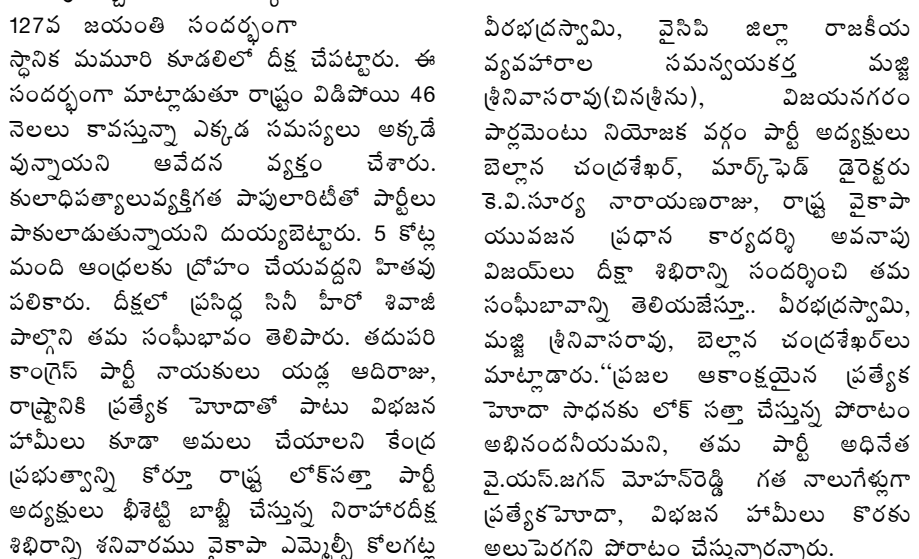 127వ జయంతి సందర్భంగా
స్థానిక మమూరి కూడలిలో దీక్ష చేపట్టారు. ఈ
సందర్భంగా మాట్లాడుతూ రాష్ట్రం విడిపోయి 46
నెలలు కావస్తున్నా ఎక్కడ సమస్యలు అక్కడే
వున్నాయని ఆవేదన వ్యక్తం చేశారు.
కులాధిపత్యాలువ్యక్తిగత పాపులారిటీతో పార్టీలు
పాకులాడుతున్నాయని దుయ్యబెట్టారు. 5 కోట్ల
మంది ఆంధ్రలకు ద్రోహం చేయవద్దని హితవు
పలికారు. దీక్షలో ప్రసిద్ధ సినీ హీరో శివాజీ
పాల్గొని తమ సంఘీభావం తెలిపారు. తదుపరి
కాంగ్రెస్ పార్టీ నాయకులు యడ్ల ఆదిరాజు,
రాష్ట్రానికి ప్రత్యేక హెూదాతో పాటు విభజన
హామీలు కూడా అమలు చేయాలని కేంద్ర
ప్రభుత్వాన్ని కోర్తూ రాష్ట్ర లోక్‌సత్తా పార్టీ
అధ్యక్షులు భీశెట్టి బాబ్జీ చేస్తున్న నిరాహారదీక్ష
శిభిరాన్ని శనివారము వైకాపా ఎమ్మెల్సీ కోలగట్ల
వీరభద్రస్వామి, వైసిపి జిల్లా రాజకీయ
వ్యవహారాల సమన్వయకర్త మజ్జి
శ్రీనివాసరావు(చినశ్రీను), విజయనగరం
పార్లమెంటు నియోజక వర్గం పార్టీ అధ్యక్షులు
బెల్లాన చంద్రశేఖర్, మార్క్‌ఫెడ్ డైరెక్టరు
కె.వి.సూర్య నారాయణరాజు, రాష్ట్ర వైకాపా
యువజన ప్రధాన కార్యదర్శి అవనాపు
విజయ్‌లు దీక్షా శిభిరాన్ని సందర్శించి తమ
సంఘీబావాన్ని తెలియజేస్తూ.. వీరభద్రస్వామి,
మజ్జి శ్రీనివాసరావు, బెల్లాన చంద్రశేఖర్‌లు
మాట్లాడారు.‘‘ప్రజల ఆకాంక్షయైన ప్రత్యేక
హెూదా సాధనకు లోక్ సత్తా చేస్తున్న పోరాటం
అభినందనీయమని, తమ పార్టీ అధినేత
వై.యస్.జగన్ మోహన్‌రెడ్డి గత నాలుగేళ్లుగా
ప్రత్యేకహెూదా, విభజన హామీలు కొరకు
అలుపెరగని పోరాటం చేస్తున్నారన్నారు.